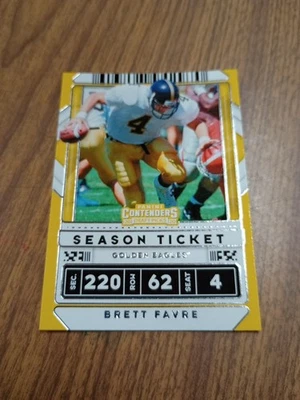 4
PANINI
CONTENDERS
SEASON TICKET
GOLDEN EAGLES
SEC. 220 ROW 62 SEAT 4
BRETT FAVRE